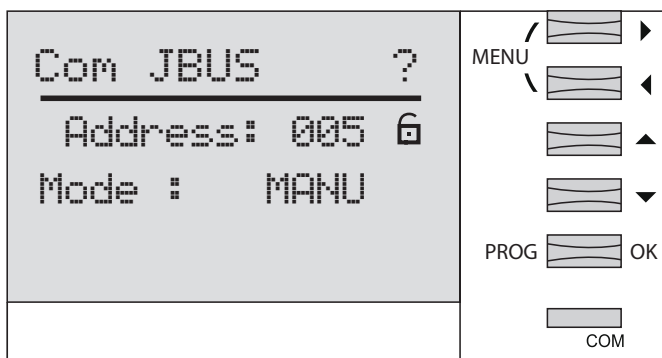 Com JBUS ?
Address: 005
Mode : MANU
MENU
PROG OK
COM